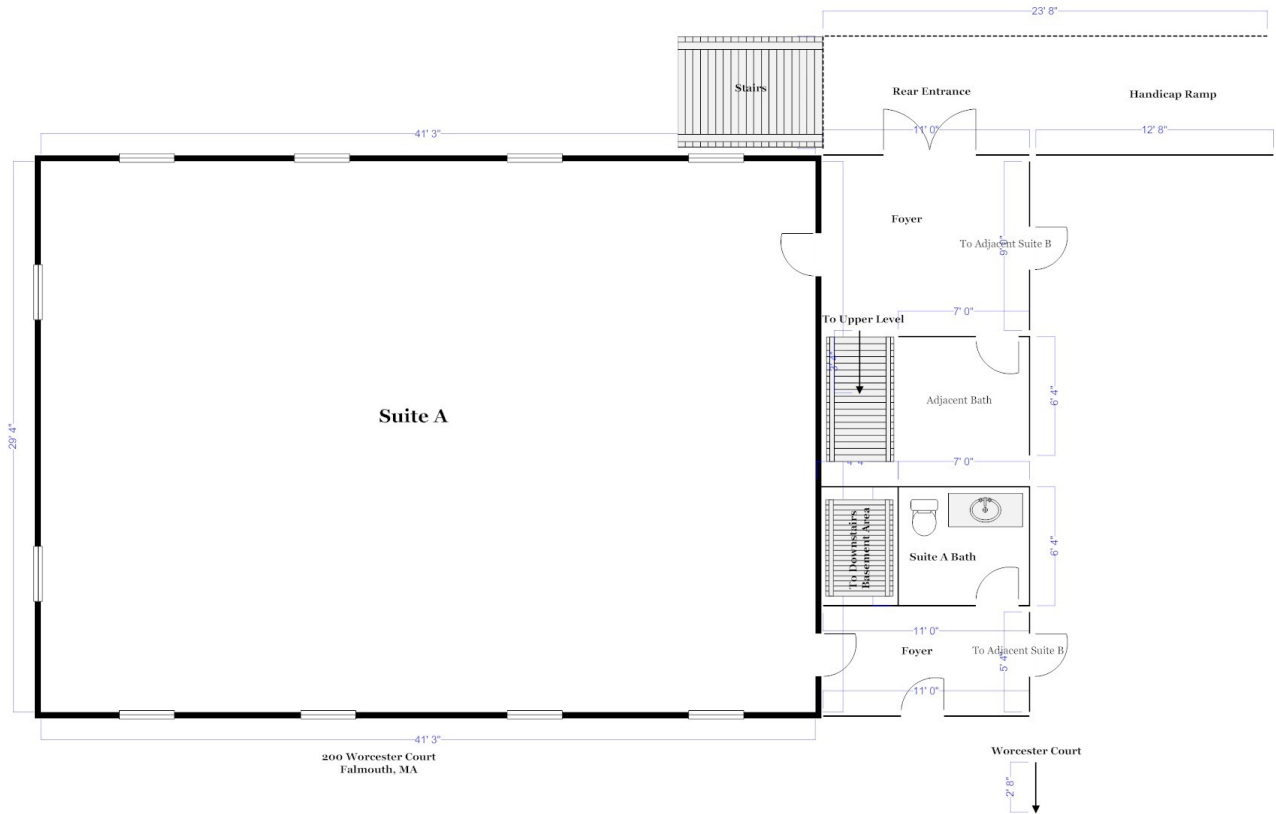 23' 8"
Stairs
Rear Entrance
Handicap Ramp
41' 3"
11' 0"
12' 8"
Foyer
To Adjacent Suite B
9' 0"
7' 0"
To Upper Level
3' 4"
Suite A
Adjacent Bath
6' 4"
29' 4"
7' 0"
To Downstairs
Basement Area
Suite A Bath
6' 4"
11' 0"
Foyer
To Adjacent Suite B
5' 4"
11' 0"
41' 3"
200 Worcester Court
Falmouth, MA
Worcester Court
2' 8"